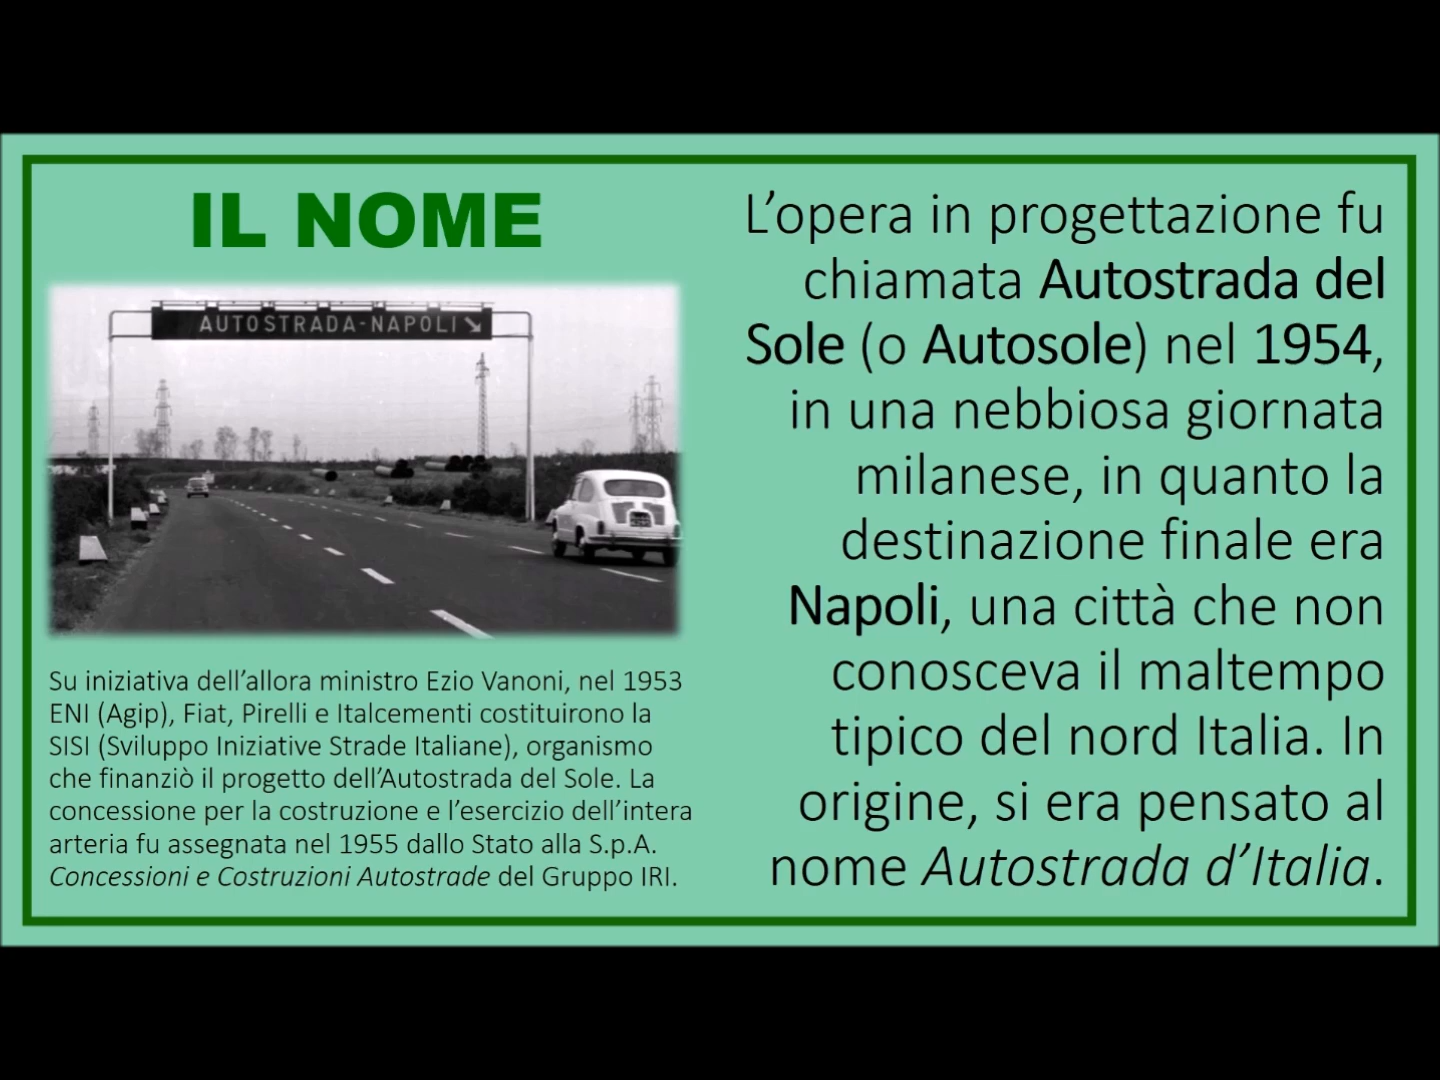 IL NOME
AUTOSTRADA-NAPOLI↘
Su iniziativa dell’allora ministro Ezio Vanoni, nel 1953
ENI (Agip), Fiat, Pirelli e Italcementi costituirono la
SISI (Sviluppo Iniziative Strade Italiane), organismo
che finanziò il progetto dell’Autostrada del Sole. La
concessione per la costruzione e l’esercizio dell’intera
arteria fu assegnata nel 1955 dallo Stato alla S.p.A.
Concessioni e Costruzioni Autostrade del Gruppo IRI.
L’opera in progettazione fu
chiamata Autostrada del
Sole (o Autosole) nel 1954,
in una nebbiosa giornata
milanese, in quanto la
destinazione finale era
Napoli, una città che non
conosceva il maltempo
tipico del nord Italia. In
origine, si era pensato al
nome Autostrada d’Italia.